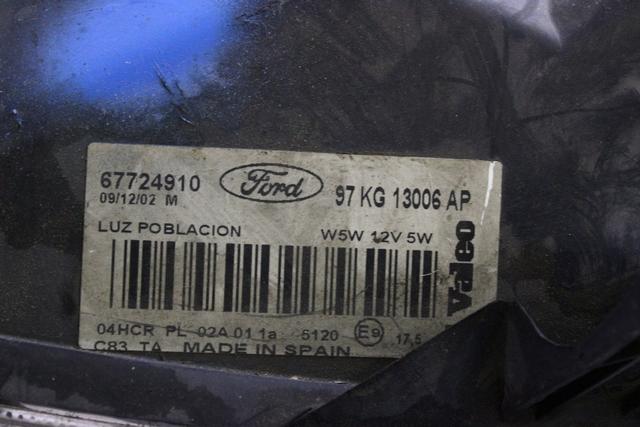 67724910 Ford 97 KG 13006 AP
09/12/02 M
LUZ POBLACION W5W 12V 5W
Valeo
04HCR PL 02A 01 1a 5120 E9 17,5
C83 TA MADE IN SPAIN